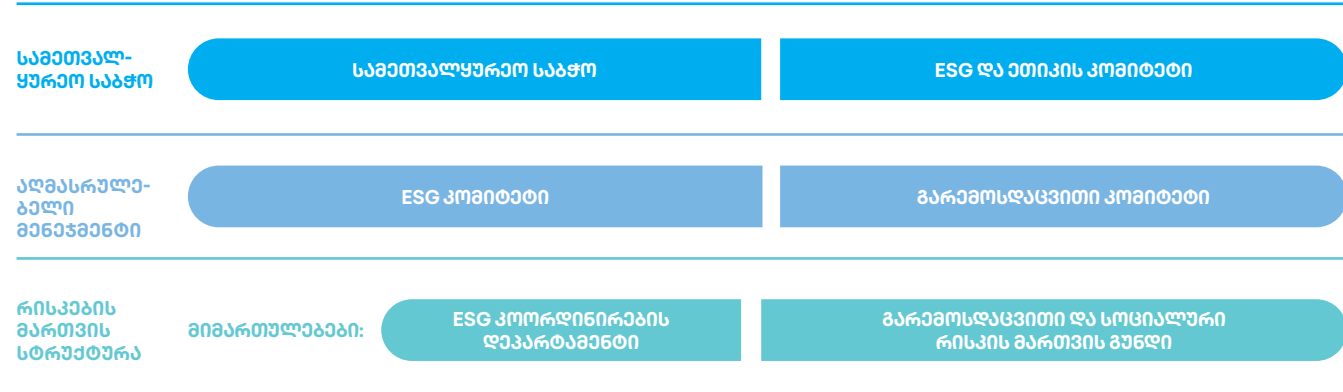 სამეთვალ-
ყურეო საბჭო
სამეთვალყურეო საბჭო
ESG და ეთიკის კომიტეტი
აღმასრულე-
ბელი
მენეჯმენტი
ESG კომიტეტი
გარემოსდაცვითი კომიტეტი
რისკების
მართვის
სტრუქტურა
მიმართულებები:
ESG კოორდინირების
დეპარტამენტი
გარემოსდაცვითი და სოციალური
რისკის მართვის გუნდი